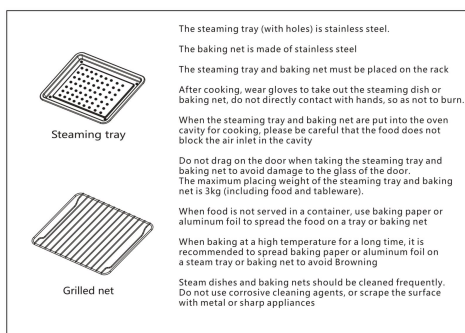 The steaming tray (with holes) is stainless steel.
The baking net is made of stainless steel
The steaming tray and baking net must be placed on the rack
After cooking, wear gloves to take out the steaming dish or
baking net, do not directly contact with hands, so as not to burn.
When the steaming tray and baking net are put into the oven
cavity for cooking, please be careful that the food does not
block the air inlet in the cavity
Do not drag on the door when taking the steaming tray and
baking net to avoid damage to the glass of the door.
The maximum placing weight of the steaming tray and baking
net is 3kg (including food and tableware).
When food is not served in a container, use baking paper or
aluminum foil to spread the food on a tray or baking net
When baking at a high temperature for a long time, it is
recommended to spread baking paper or aluminum foil on
a steam tray or baking net to avoid Browning
Steam dishes and baking nets should be cleaned frequently.
Do not use corrosive cleaning agents, or scrape the surface
with metal or sharp appliances
Steaming tray
Grilled net